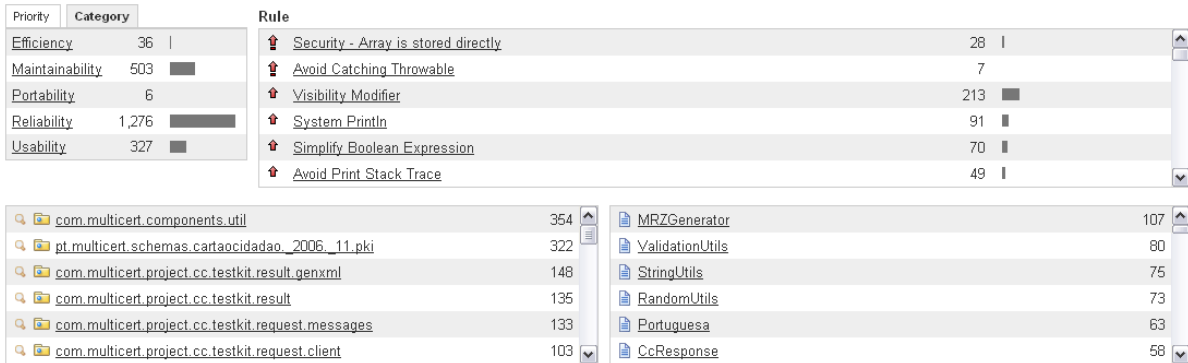 Priority Category
Efficiency 36
Maintainability 503
Portability 6
Reliability 1,276
Usability 327
Rule
Security - Array is stored directly 28
Avoid Catching Throwable 7
Visibility Modifier 213
System Println 91
Simplify Boolean Expression 70
Avoid Print Stack Trace 49
com.multicert.components.util 354
pt.multicert.schemas.cartaocidadao._2006._11.pki 322
com.multicert.project.cc.testkit.result.genxml 148
com.multicert.project.cc.testkit.result 135
com.multicert.project.cc.testkit.request.messages 133
com.multicert.project.cc.testkit.request.client 103
MRZGenerator 107
ValidationUtils 80
StringUtils 75
RandomUtils 73
Portuguesa 63
CcResponse 58